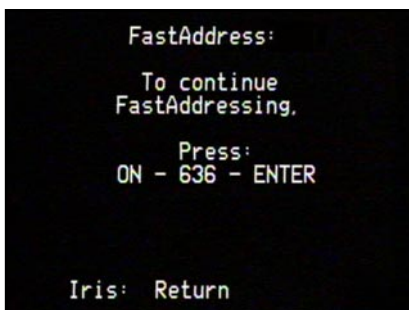 FastAddress:
To continue
FastAddressing,
Press:
ON - 636 - ENTER
Iris: Return